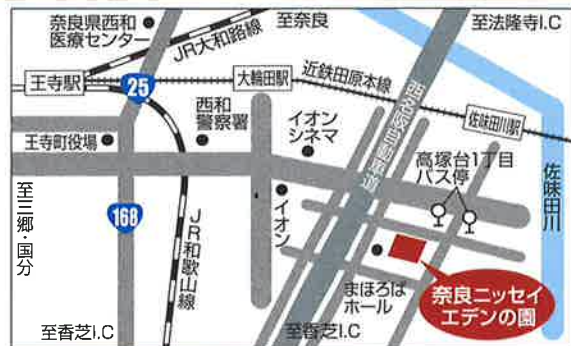 奈良県西和
医療センター
至奈良
至法隆寺I.C
JR大和路線
王寺駅
25
大輪田駅
近鉄田原本線
佐味田川駅
西和
警察署
イオン
シネマ
王寺町役場
西名阪自動車道
高塚台1丁目
バス停
佐味田川
至三郷・国分
168
JR和歌山線
イオン
まほろば
ホール
奈良ニッセイ
エデンの園
至香芝I.C
至香芝I.C